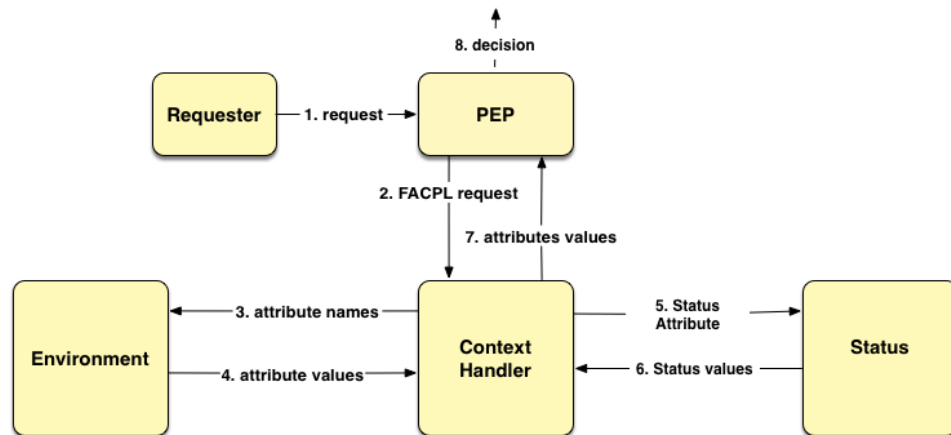 8. decision
Requester
1. request
PEP
2. FACPL request
7. attributes values
3. attribute names
5. Status
Attribute
Environment
Context
Handler
Status
4. attribute values
6. Status values